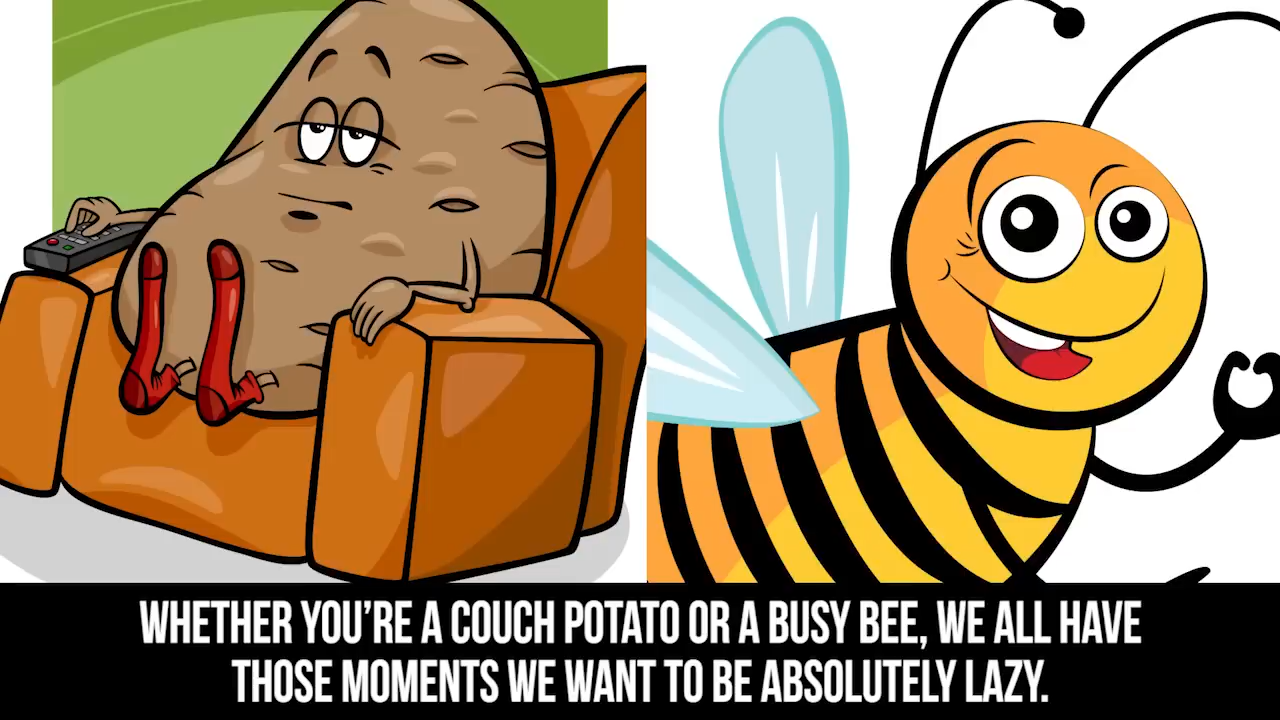 WHETHER YOU’RE A COUCH POTATO OR A BUSY BEE, WE ALL HAVE
THOSE MOMENTS WE WANT TO BE ABSOLUTELY LAZY.